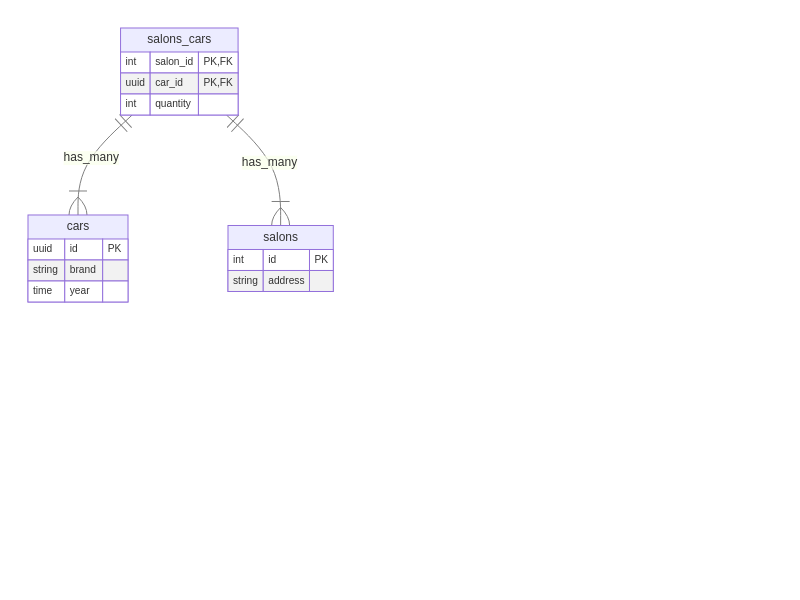 salons_cars
int salon_id PK,FK
uuid car_id PK,FK
int quantity
has_many
has_many
cars
uuid id PK
string brand
time year
salons
int id PK
string address